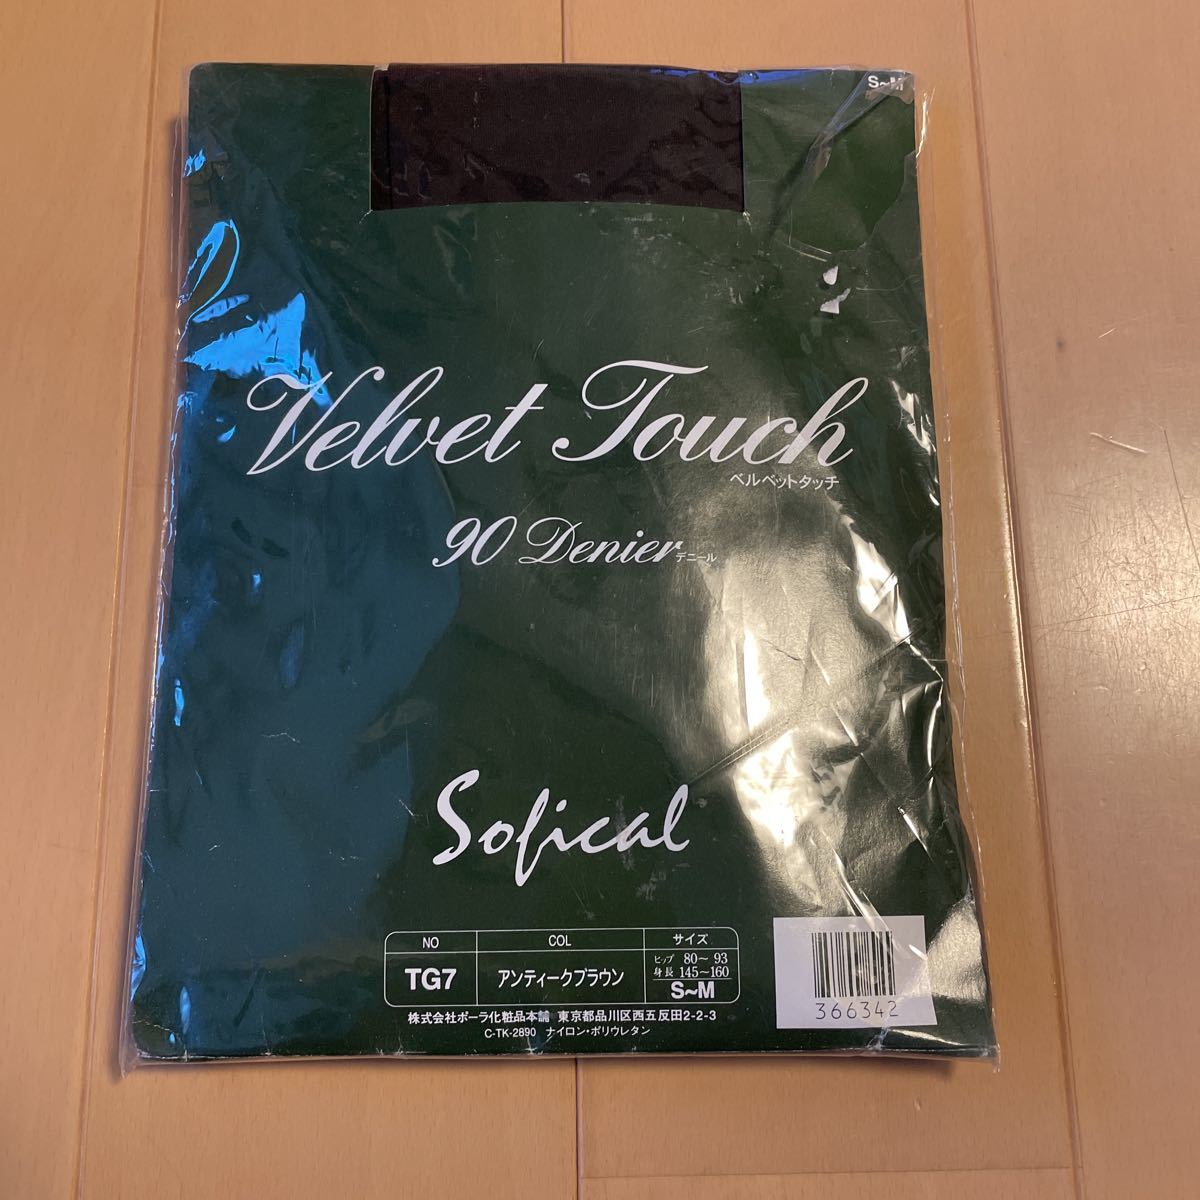 S~M
Velvet Touch
ベルベットタッチ
90 Denier デニール
Sofical
NO COL サイズ
TG7 アンティークブラウン ヒップ 80~93
身長 145~160
S~M
株式会社ポーラ化粧品本舗 東京都品川区西五反田2-2-3
C-TK-2890 ナイロン・ポリウレタン
366342